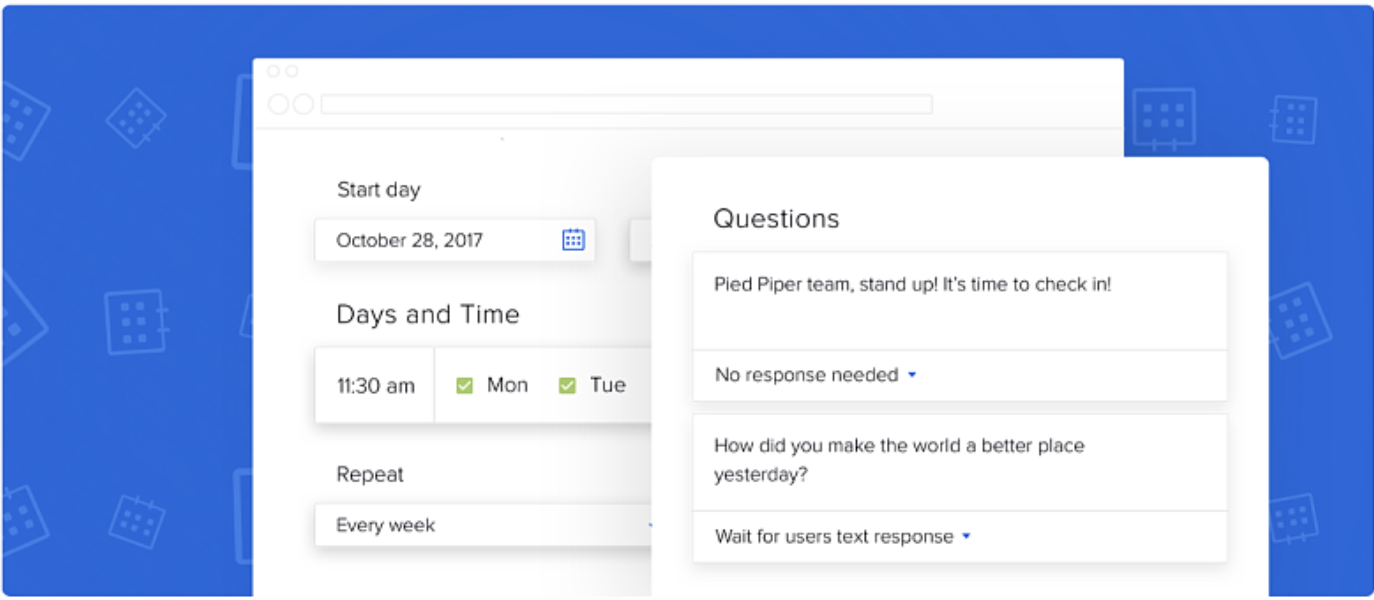 Start day
October 28, 2017
Days and Time
11:30 am
Mon
Tue
Repeat
Every week
Questions
Pied Piper team, stand up! It's time to check in!
No response needed
How did you make the world a better place
yesterday?
Wait for users text response